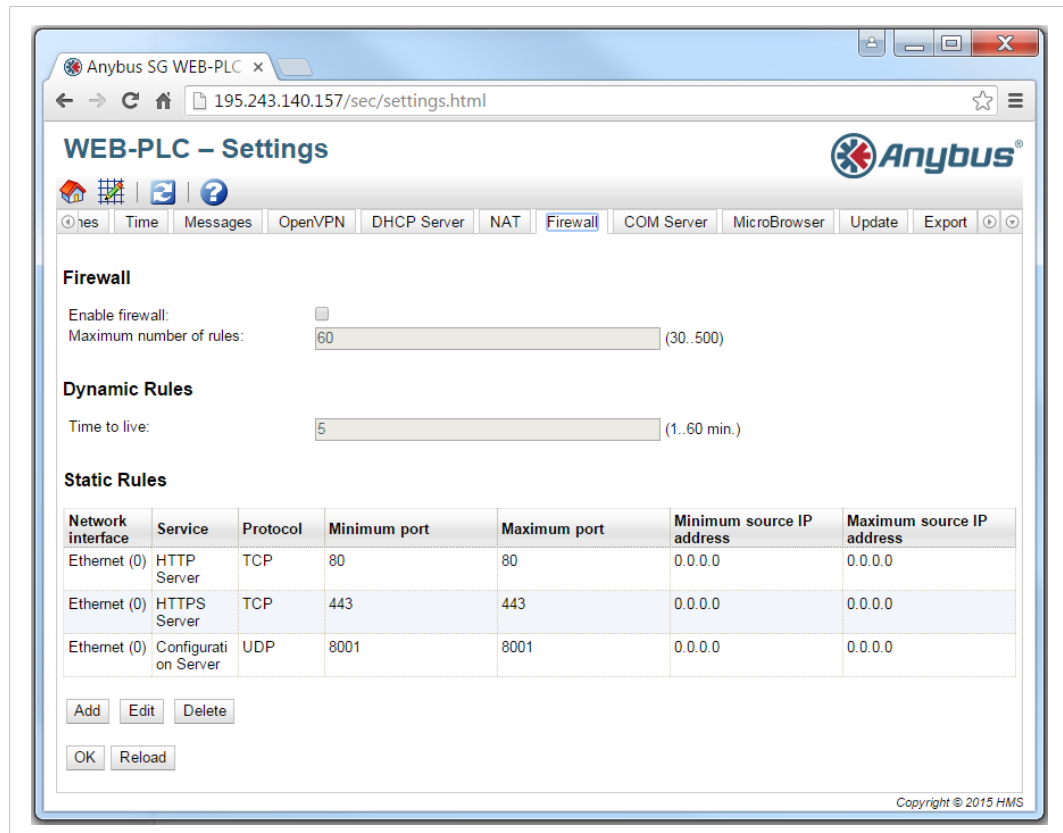 Anybus SG WEB-PLC ×
195.243.140.157/sec/settings.html
WEB-PLC – Settings
Anybus®
nes Time Messages OpenVPN DHCP Server NAT Firewall COM Server MicroBrowser Update Export
Firewall
Enable firewall:
Maximum number of rules: 60 (30..500)
Dynamic Rules
Time to live: 5 (1..60 min.)
Static Rules
Network interface Service Protocol Minimum port Maximum port Minimum source IP address Maximum source IP address
Ethernet (0) HTTP Server TCP 80 80 0.0.0.0 0.0.0.0
Ethernet (0) HTTPS Server TCP 443 443 0.0.0.0 0.0.0.0
Ethernet (0) Configurati on Server UDP 8001 8001 0.0.0.0 0.0.0.0
Add Edit Delete
OK Reload
Copyright © 2015 HMS